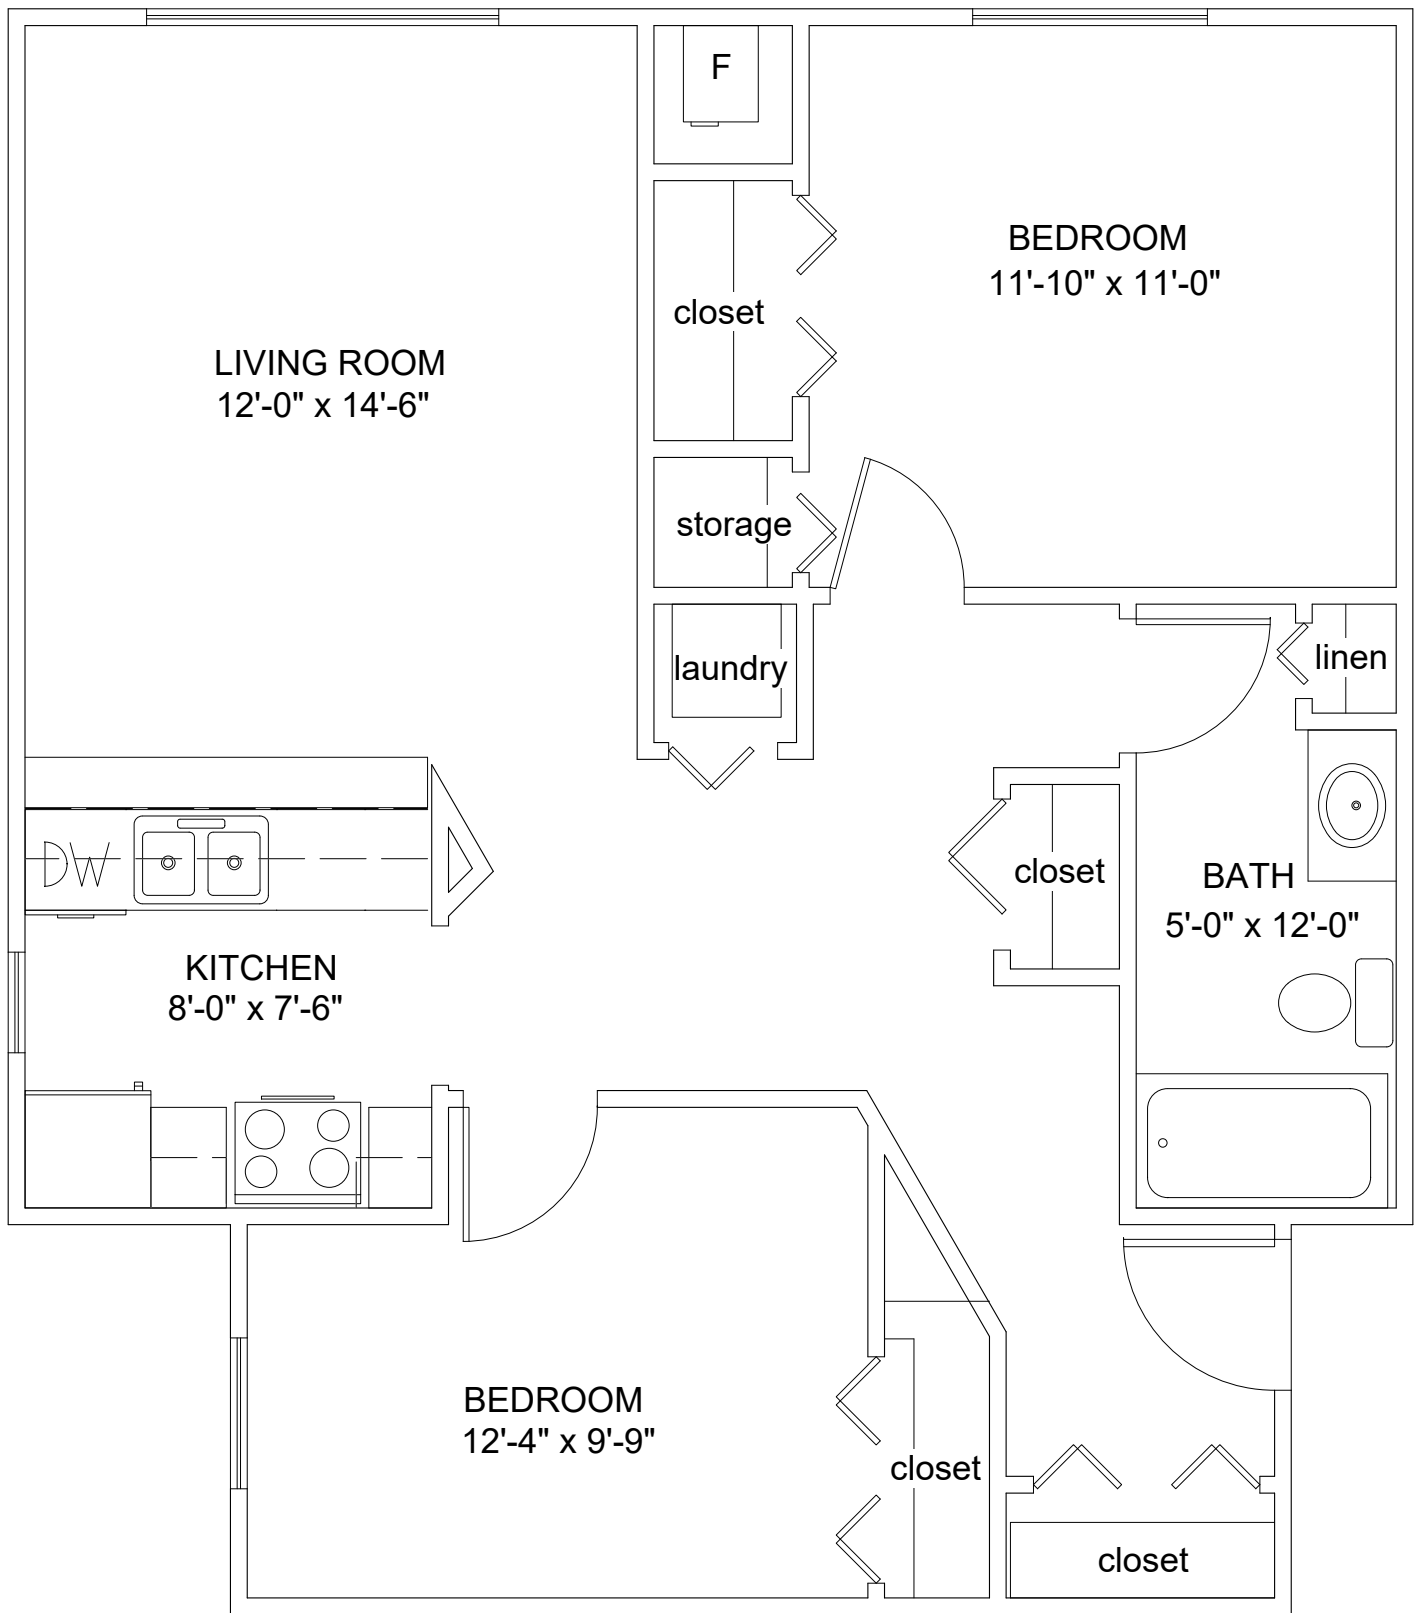 F
BEDROOM
11'-10" x 11'-0"
closet
LIVING ROOM
12'-0" x 14'-6"
storage
laundry
linen
DW
closet
BATH
5'-0" x 12'-0"
KITCHEN
8'-0" x 7'-6"
BEDROOM
12'-4" x 9'-9"
closet
closet